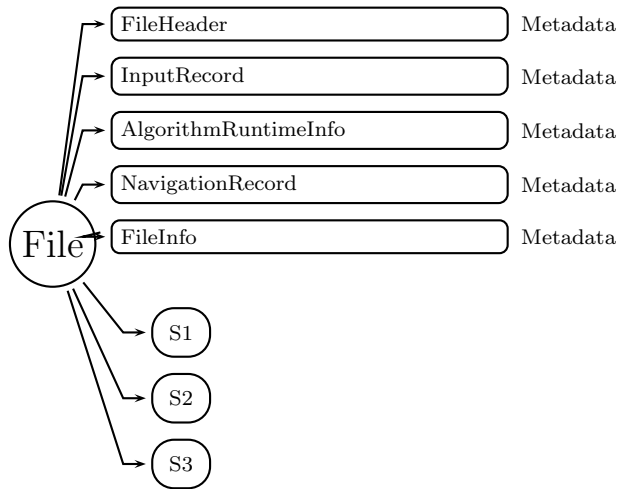 FileHeader Metadata
InputRecord Metadata
AlgorithmRuntimeInfo Metadata
NavigationRecord Metadata
File
FileInfo Metadata
S1
S2
S3